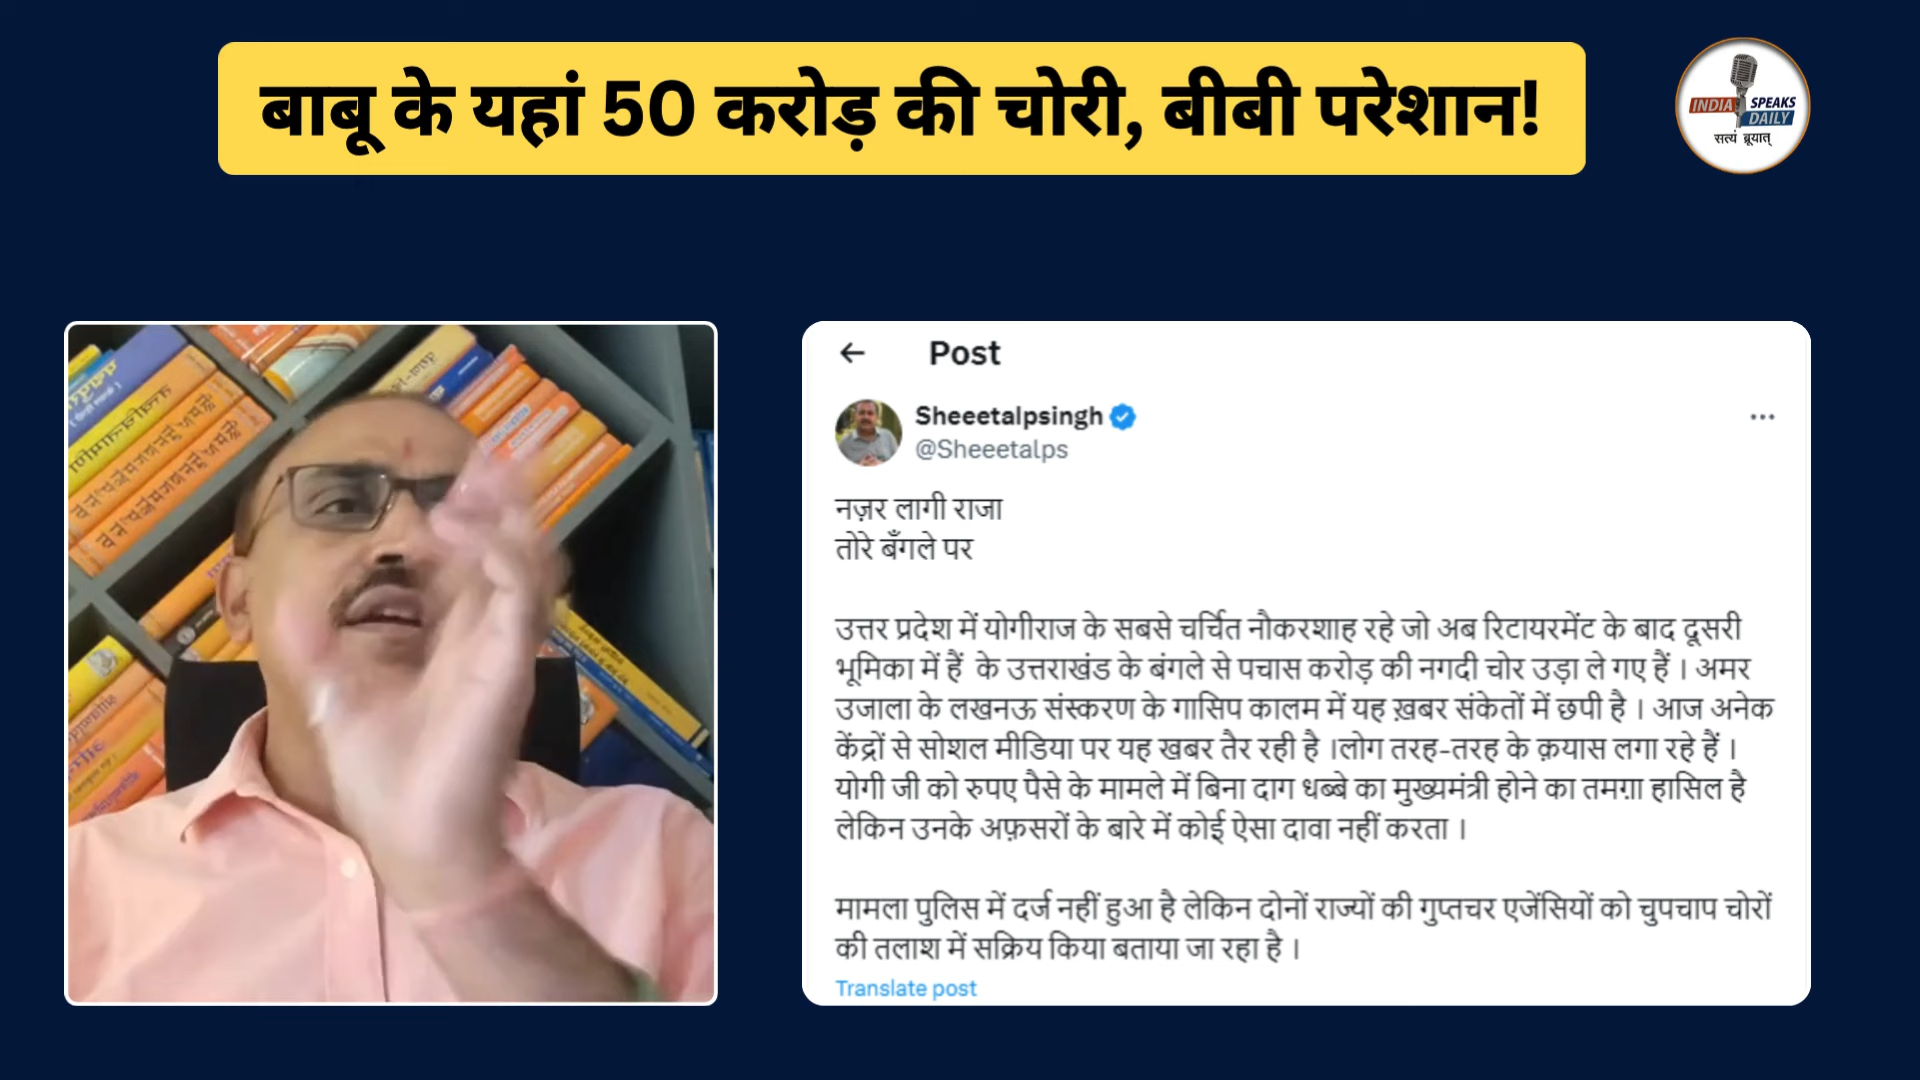 बाबू के यहां 50 करोड़ की चोरी, बीबी परेशान!
INDIA SPEAKS
DAILY
सत्यं ब्रूयात्
Post
Sheeetalpsingh
@Sheeetalps
नज़र लागी राजा
तोरे बँगले पर
उत्तर प्रदेश में योगीराज के सबसे चर्चित नौकरशाह रहे जो अब रिटायरमेंट के बाद दूसरी
भूमिका में हैं के उत्तराखंड के बंगले से पचास करोड़ की नगदी चोर उड़ा ले गए हैं । अमर
उजाला के लखनऊ संस्करण के गासिप कालम में यह ख़बर संकेतों में छपी है । आज अनेक
केंद्रों से सोशल मीडिया पर यह खबर तैर रही है ।लोग तरह-तरह के क़यास लगा रहे हैं ।
योगी जी को रुपए पैसे के मामले में बिना दाग धब्बे का मुख्यमंत्री होने का तमग़ा हासिल है
लेकिन उनके अफ़सरों के बारे में कोई ऐसा दावा नहीं करता ।
मामला पुलिस में दर्ज नहीं हुआ है लेकिन दोनों राज्यों की गुप्तचर एजेंसियों को चुपचाप चोरों
की तलाश में सक्रिय किया बताया जा रहा है ।
Translate post